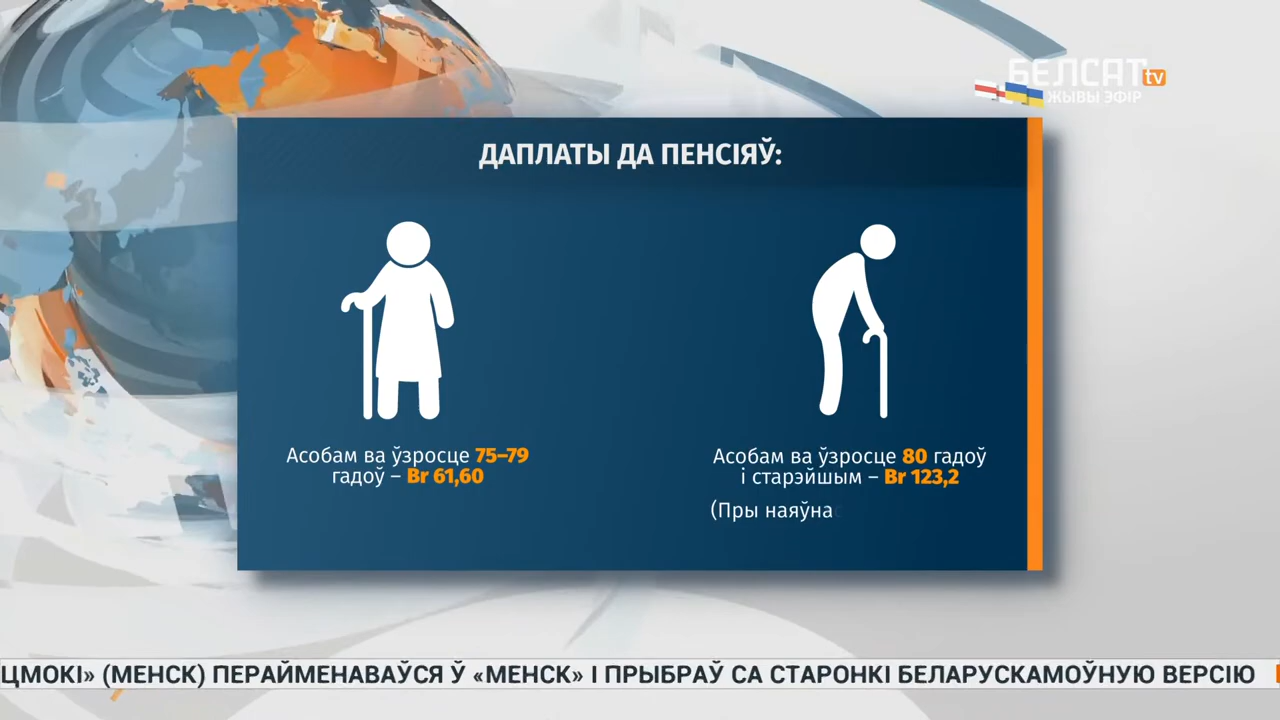 БЕЛСАТ tv
ЖЫВЫ ЭФІР
ДАПЛАТЫ ДА ПЕНСІЯЎ:
Асобам ва ўзросце 75–79
гадоў – Br 61,60
Асобам ва ўзросце 80 гадоў
і старэйшым – Br 123,2
(Пры
ЦМОКІ» (МЕНСК) ПЕРАЙМЕНАВАЎСЯ Ў «МЕНСК» І ПРЫБРАЎ СА СТАРОНКІ БЕЛАРУСКАМОЎНУЮ ВЕРСІЮ